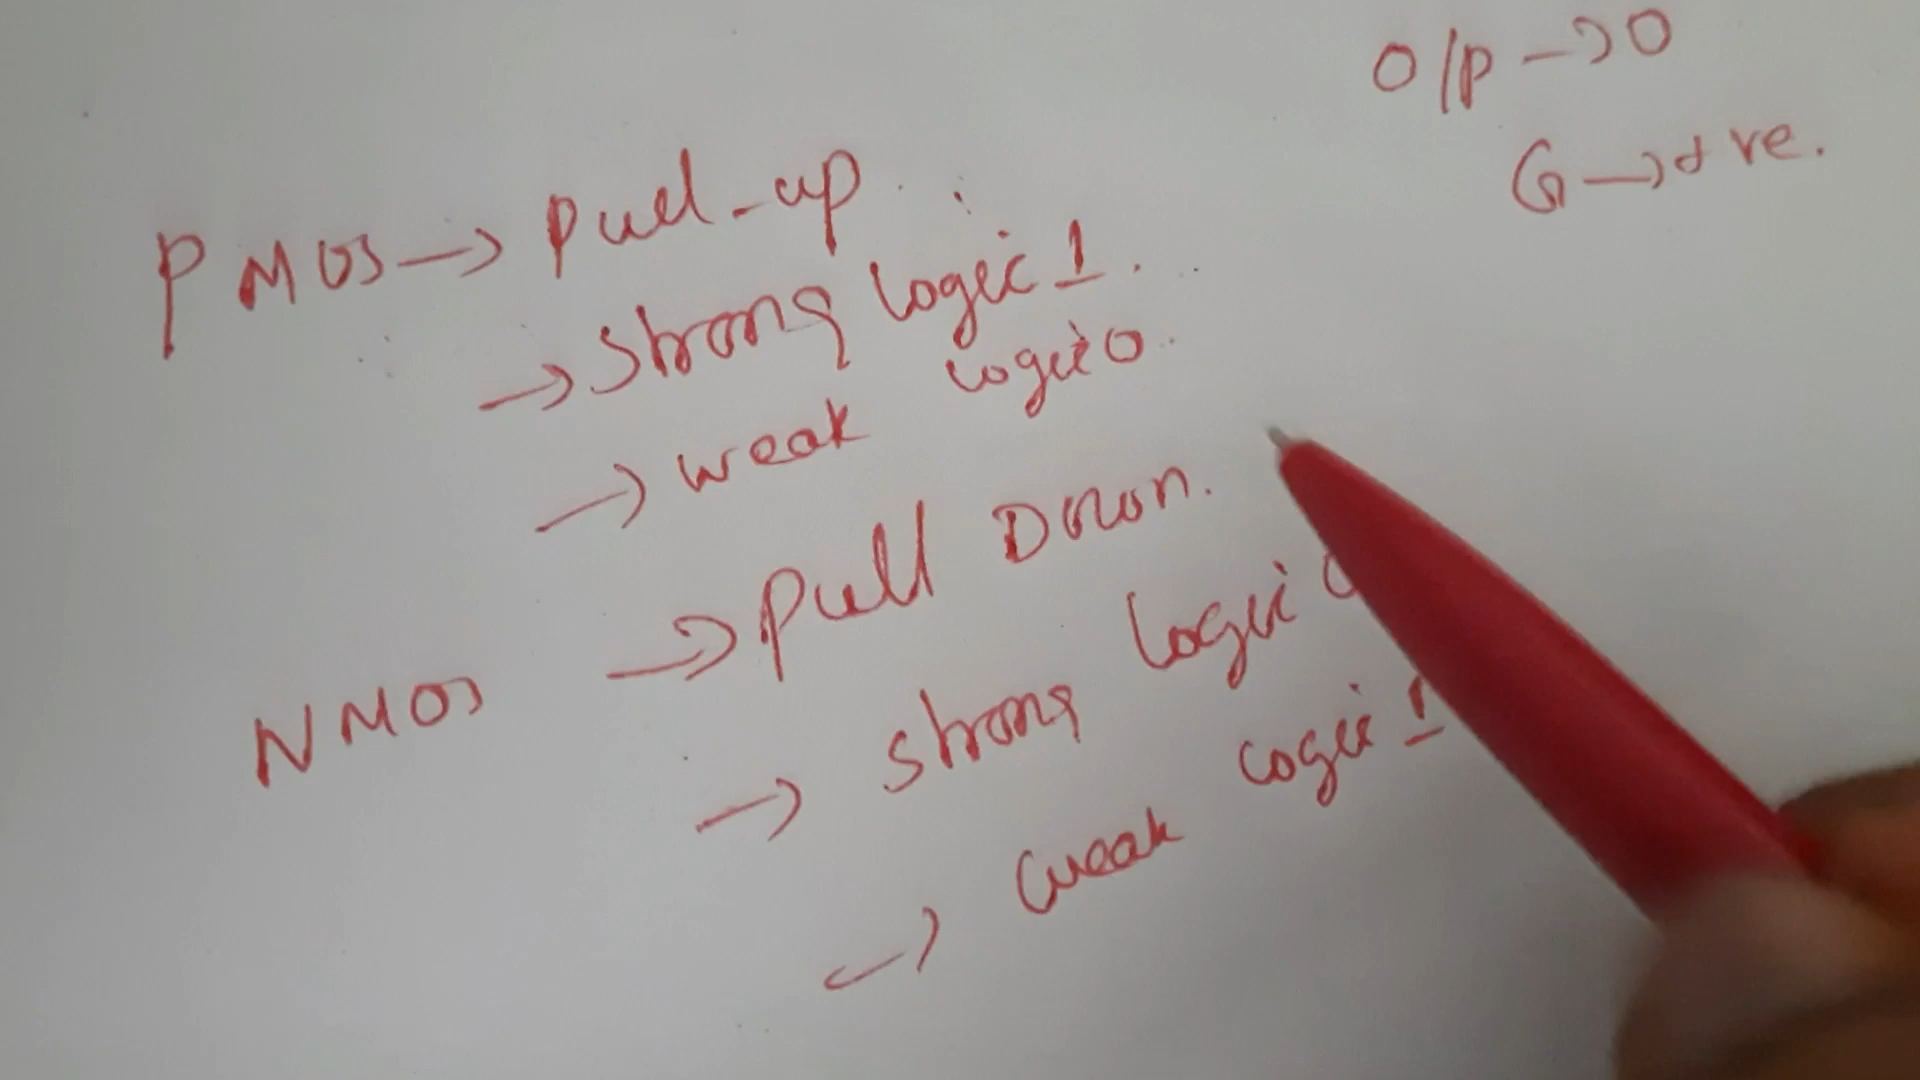 O/p → 0
G → +ve.
PMOS → Pull-up.
→ Strong Logic 1.
→ weak logic 0.
NMOS → Pull Down.
→ Strong Logic 0
→ weak logic 1